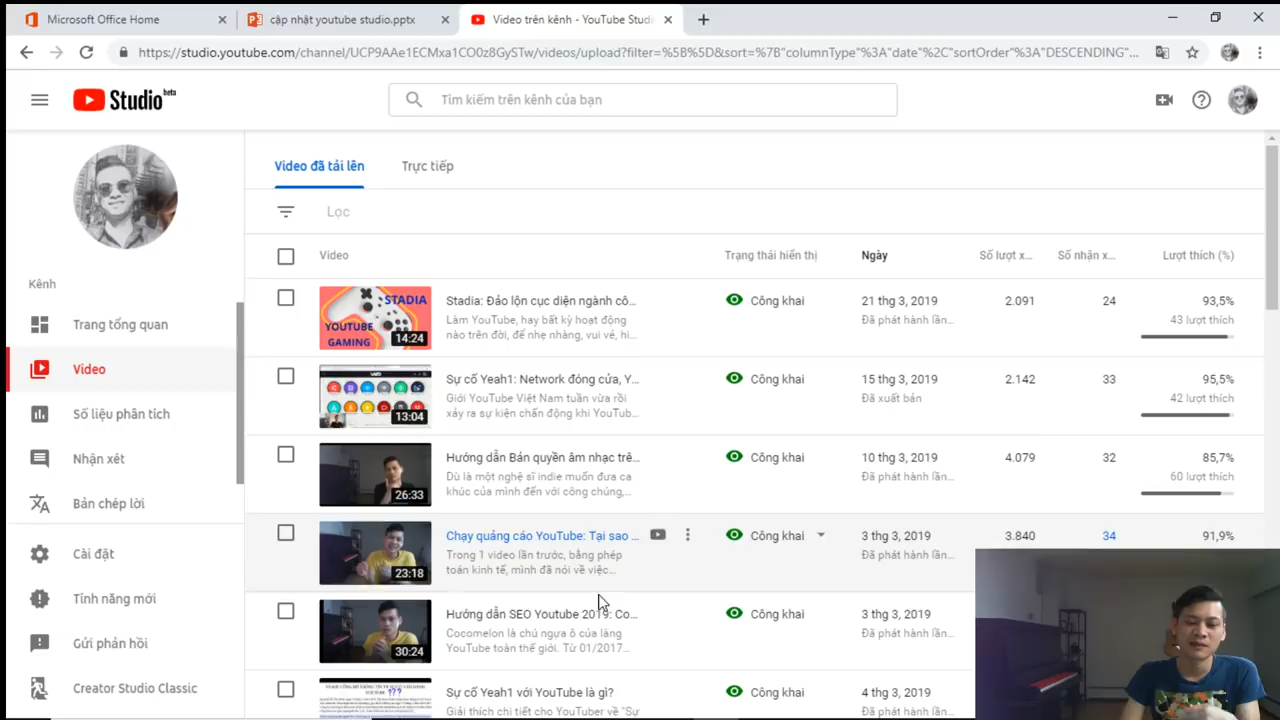 Microsoft Office Home
cập nhật youtube studio.pptx
Video trên kênh - YouTube Studi
https://studio.youtube.com/channel/UCP9AAe1ECMxa1CO0z8GySTw/videos/upload?filter=%5B%5D&sort=%7B"columnType"%3A"date"%2C"sortOrder"%3A"DESCENDING"...
Studio beta
Tìm kiếm trên kênh của bạn
Kênh
Trang tổng quan
Video
Số liệu phân tích
Nhận xét
Bản chép lời
Cài đặt
Tính năng mới
Gửi phản hồi
Creator Studio Classic
Video đã tải lên
Trực tiếp
Lọc
Video Trạng thái hiển thị Ngày Số lượt x... Số nhận x... Lượt thích (%)
STADIA
YOUTUBE GAMING
14:24
Stadia: Đảo lộn cục diện ngành cô... Công khai 21 thg 3, 2019 2.091 24 93,5%
Làm YouTube, hay bất kỳ hoạt động Đã phát hành lần... 43 lượt thích
nào trên đời, để nhẹ nhàng, vui vẻ, hi...
13:04
Sự cố Yeah1: Network đóng cửa, Y... Công khai 15 thg 3, 2019 2.142 33 95,5%
Giới YouTube Việt Nam tuần vừa rồi Đã xuất bản 42 lượt thích
xảy ra sự kiện chấn động khi YouTub...
26:33
Hướng dẫn Bản quyền âm nhạc trê... Công khai 10 thg 3, 2019 4.079 32 85,7%
Dù là một nghệ sĩ indie muốn đưa ca Đã phát hành lần... 60 lượt thích
khúc của mình đến với công chúng,...
23:18
Chạy quảng cáo YouTube: Tại sao ... Công khai 3 thg 3, 2019 3.840 34 91,9%
Trong 1 video lần trước, bằng phép Đã phát hành lần...
toán kinh tế, mình đã nói về việc...
30:24
Hướng dẫn SEO Youtube 2019: Co... Công khai 3 thg 3, 2019
Cocomelon là chú ngựa ô của làng Đã phát hành lần...
YouTube toàn thế giới. Từ 01/2017...
???
Sự cố Yeah1 với YouTube là gì? Công khai thg 3, 2019
Giải thích chi tiết cho YouTuber để "Sự Đã phát hành lần...